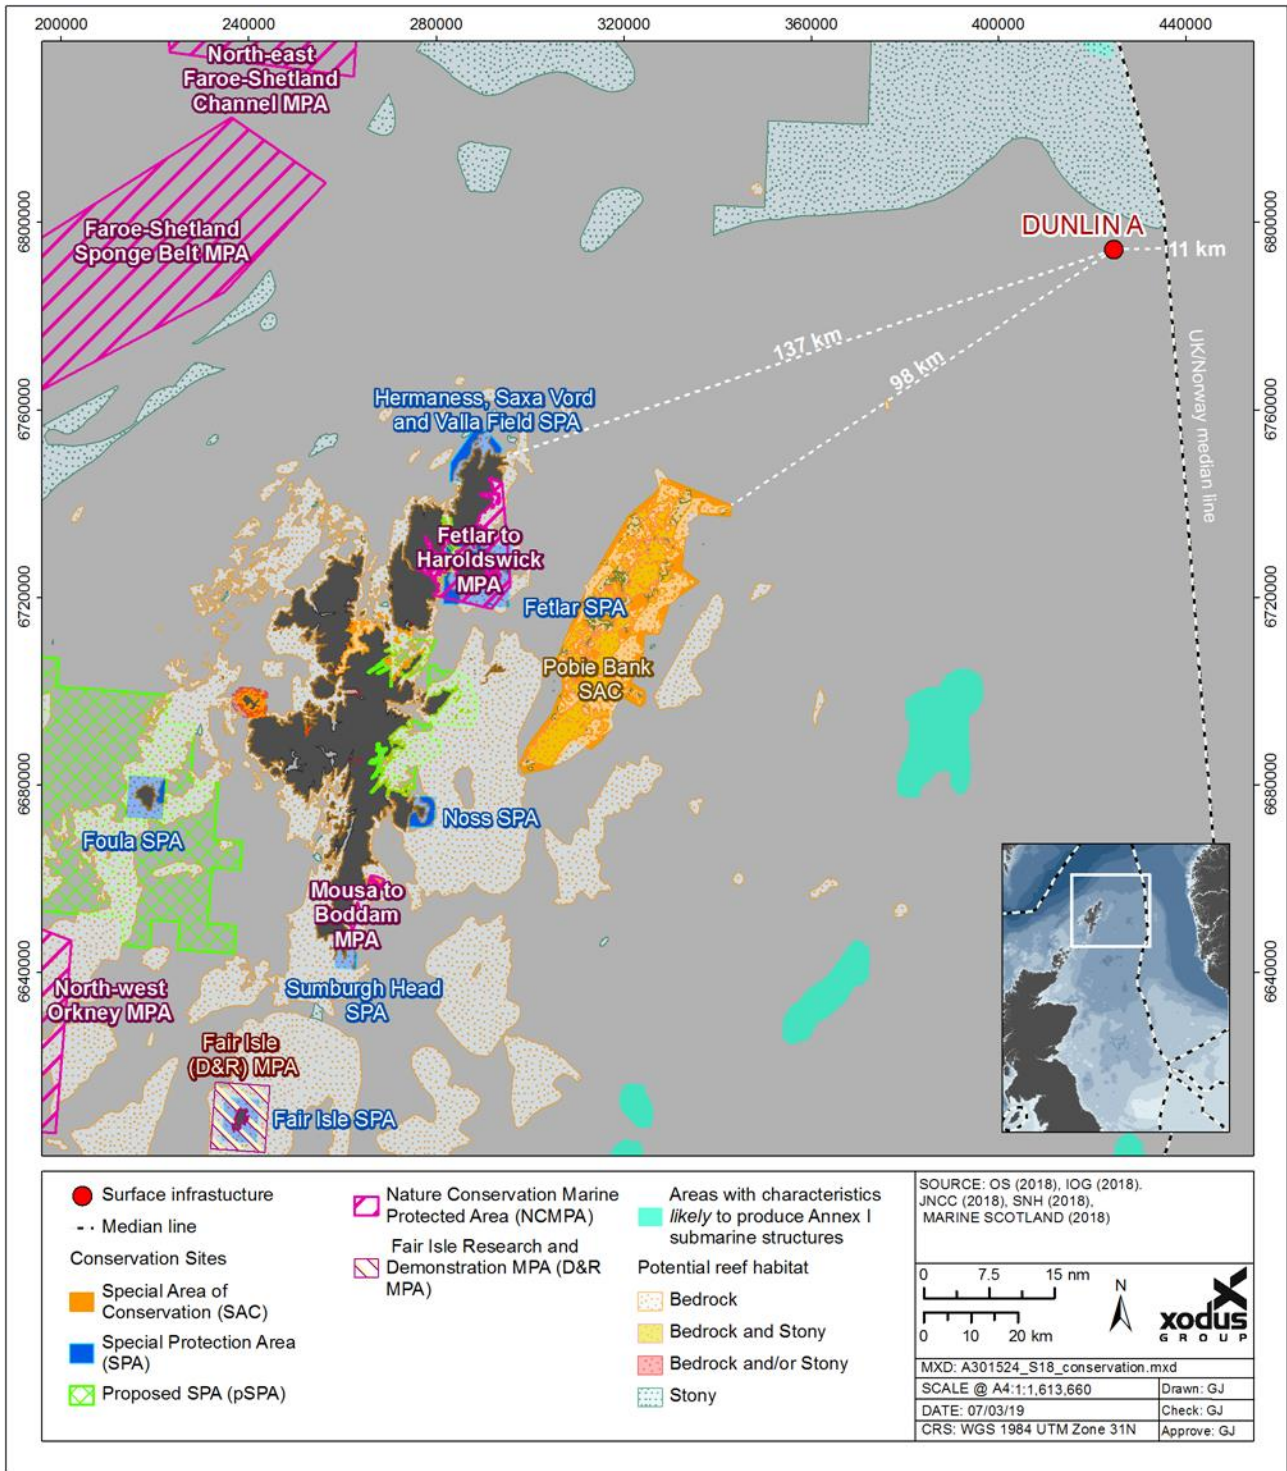 200000
240000
280000
320000
360000
400000
440000
North-east
Faroe-Shetland
Channel MPA
6800000
6800000
Faroe-Shetland
Sponge Belt MPA
DUNLIN A
11 km
137 km
98 km
UK/Norway median line
6760000
6760000
Hermaness, Saxa Vord
and Valla Field SPA
Fetlar to
Haroldswick
MPA
6720000
6720000
Fetlar SPA
Pobie Bank
SAC
6680000
6680000
Foula SPA
Noss SPA
Mousa to
Boddam
MPA
6640000
6640000
North-west
Orkney MPA
Sumburgh Head
SPA
Fair Isle
(D&R) MPA
Fair Isle SPA
Surface infrastucture
Median line
Conservation Sites
Special Area of
Conservation (SAC)
Special Protection Area
(SPA)
Proposed SPA (pSPA)
Nature Conservation Marine
Protected Area (NCMPA)
Fair Isle Research and
Demonstration MPA (D&R
MPA)
Areas with characteristics
likely to produce Annex I
submarine structures
Potential reef habitat
Bedrock
Bedrock and Stony
Bedrock and/or Stony
Stony
SOURCE: OS (2018), IOG (2018).
JNCC (2018), SNH (2018),
MARINE SCOTLAND (2018)
0 7.5 15 nm
0 10 20 km
N
xodus
GROUP
MXD: A301524_S18_conservation.mxd
SCALE @ A4:1:1,613,660
Drawn: GJ
DATE: 07/03/19
Check: GJ
CRS: WGS 1984 UTM Zone 31N
Approve: GJ